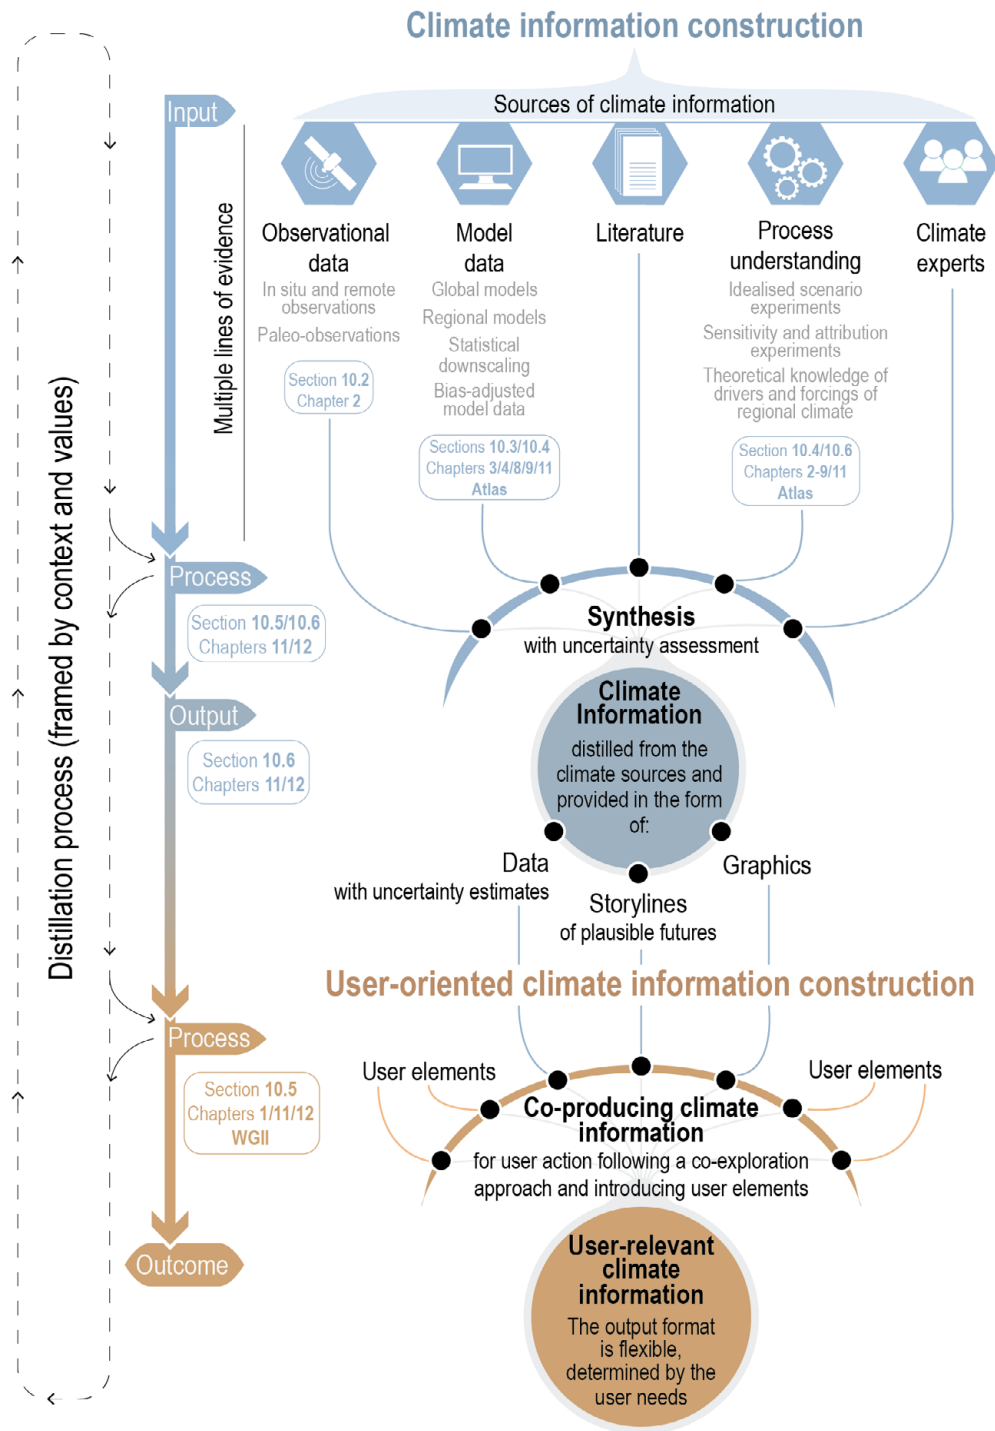 Climate information construction
Sources of climate information
Input
Multiple lines of evidence
Observational
data
In situ and remote
observations
Paleo-observations
Section 10.2
Chapter 2
Model
data
Global models
Regional models
Statistical
downscaling
Bias-adjusted
model data
Sections 10.3/10.4
Chapters 3/4/8/9/11
Atlas
Literature
Process
understanding
Idealised scenario
experiments
Sensitivity and attribution
experiments
Theoretical knowledge of
drivers and forcings of
regional climate
Section 10.4/10.6
Chapters 2-9/11
Atlas
Climate
experts
Distillation process (framed by context and values)
Process
Section 10.5/10.6
Chapters 11/12
Synthesis
with uncertainty assessment
Output
Section 10.6
Chapters 11/12
Climate
Information
distilled from the
climate sources and
provided in the form
of:
Data
with uncertainty estimates
Storylines
of plausible futures
Graphics
User-oriented climate information construction
Process
Section 10.5
Chapters 1/11/12
WGII
User elements
User elements
Co-producing climate
information
for user action following a co-exploration
approach and introducing user elements
Outcome
User-relevant
climate
information
The output format
is flexible,
determined by the
user needs